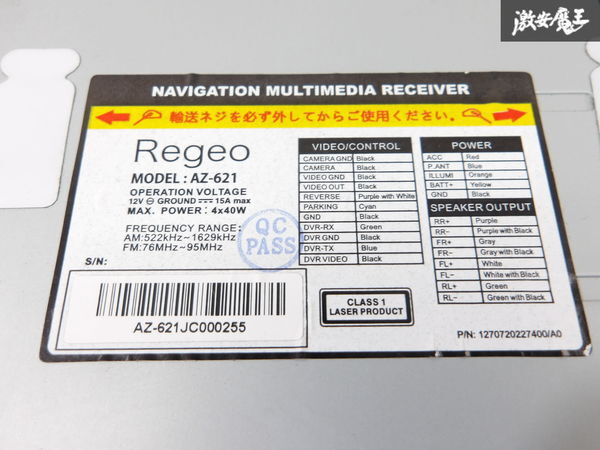 激安魔王
NAVIGATION MULTIMEDIA RECEIVER
輸送ネジを必ず外してからご使用ください。
Regeo
MODEL : AZ-621
OPERATION VOLTAGE
12V ⊖ GROUND ⎓ 15A max
MAX. POWER : 4x40W
FREQUENCY RANGE:
AM:522kHz~1629kHz
FM:76MHz~95MHz
QC
PASS
S/N:
AZ-621JC000255
VIDEO/CONTROL
CAMERA GND Black
CAMERA Black
VIDEO GND Black
VIDEO OUT Black
REVERSE Purple with White
PARKING Cyan
GND Black
DVR-RX Green
DVR GND Black
DVR-TX Blue
DVR VIDEO Black
CLASS 1
LASER PRODUCT
POWER
ACC Red
P.ANT Blue
ILLUMI Orange
BATT+ Yellow
GND Black
SPEAKER OUTPUT
RR+ Purple
RR- Purple with Black
FR+ Gray
FR- Gray with Black
FL+ White
FL- White with Black
RL+ Green
RL- Green with Black
P/N: 1270720227400/A0